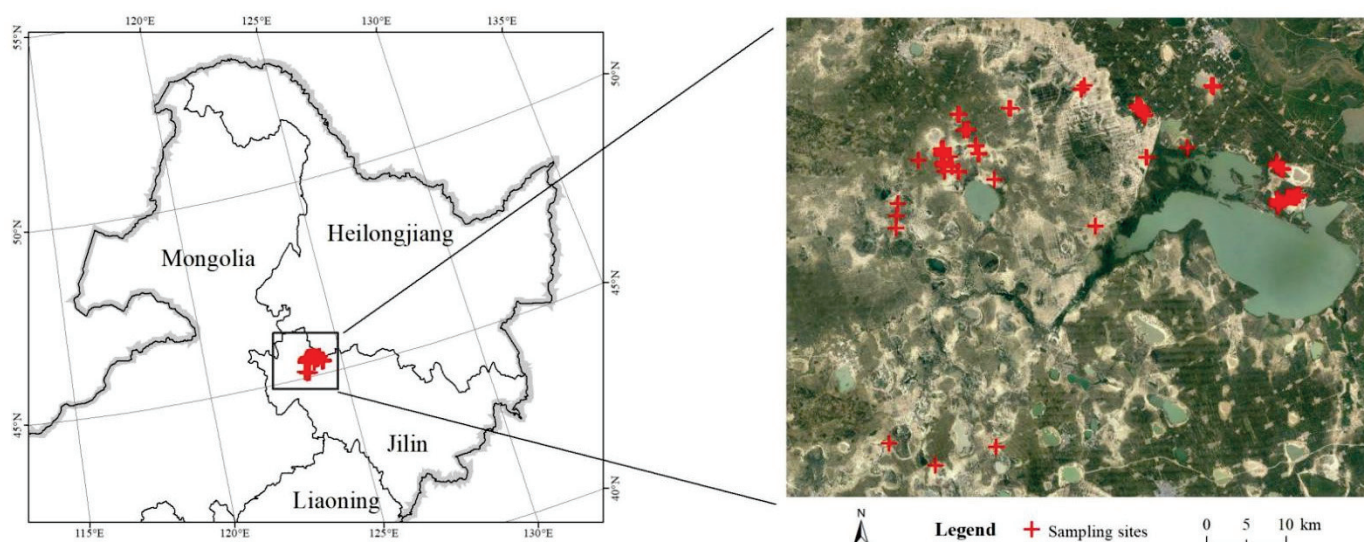 120°E
125°E
130°E
135°E
55°N
50°N
50°N
Heilongjiang
Mongolia
45°N
45°N
Jilin
Liaoning
40°N
115°E
120°E
125°E
130°E
N
Legend
Sampling sites
0 5 10 km